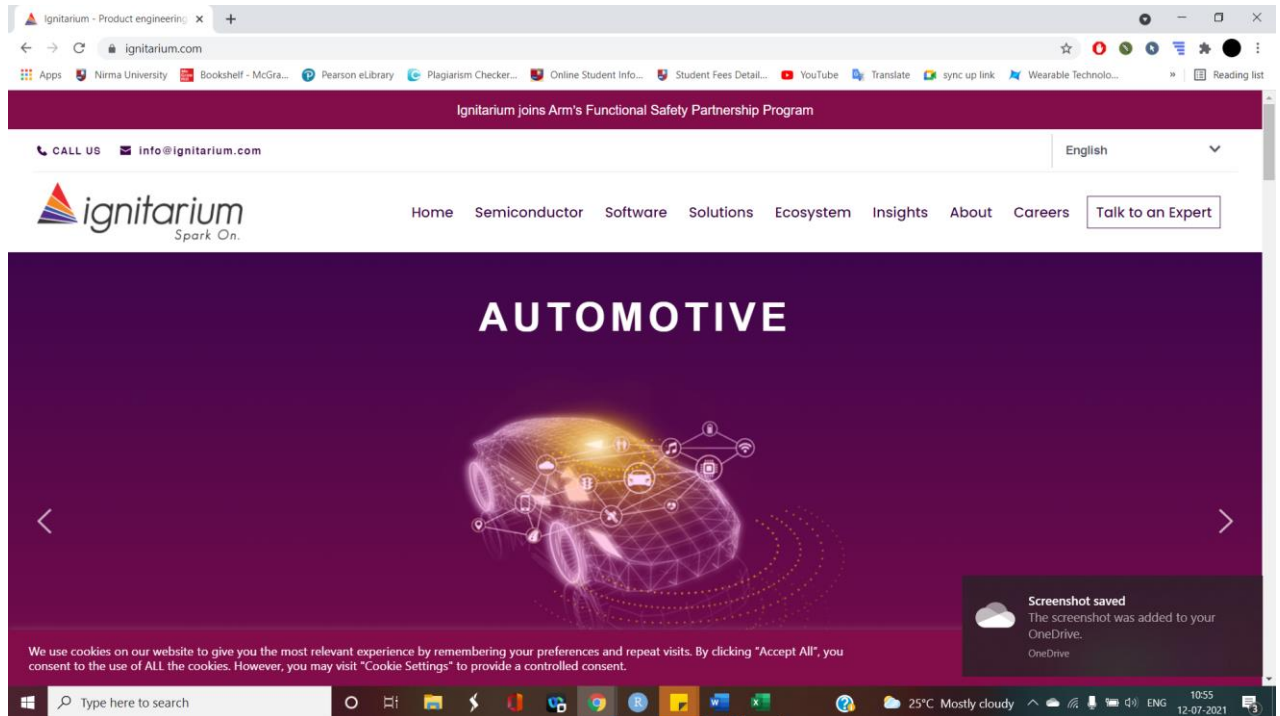 Ignitarium - Product engineering
ignitarium.com
Apps Nirma University Bookshelf - McGra... Pearson eLibrary Plagiarism Checker... Online Student Info... Student Fees Detail... YouTube Translate sync up link Wearable Technolo... » Reading list
Ignitarium joins Arm's Functional Safety Partnership Program
CALL US info@ignitarium.com English
ignitarium
Spark On.
Home Semiconductor Software Solutions Ecosystem Insights About Careers Talk to an Expert
AUTOMOTIVE
Screenshot saved
The screenshot was added to your
OneDrive.
OneDrive
We use cookies on our website to give you the most relevant experience by remembering your preferences and repeat visits. By clicking "Accept All", you
consent to the use of ALL the cookies. However, you may visit "Cookie Settings" to provide a controlled consent.
Type here to search 25°C Mostly cloudy ENG 10:55
12-07-2021